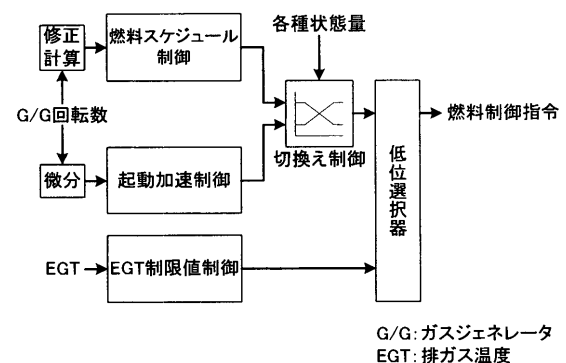 修正
計算
燃料スケジュール
制御
各種状態量
G/G回転数
切換え制御
燃料制御指令
微分
起動加速制御
低位選択器
EGT
EGT制限値制御
G/G:ガスジェネレータ
EGT:排ガス温度